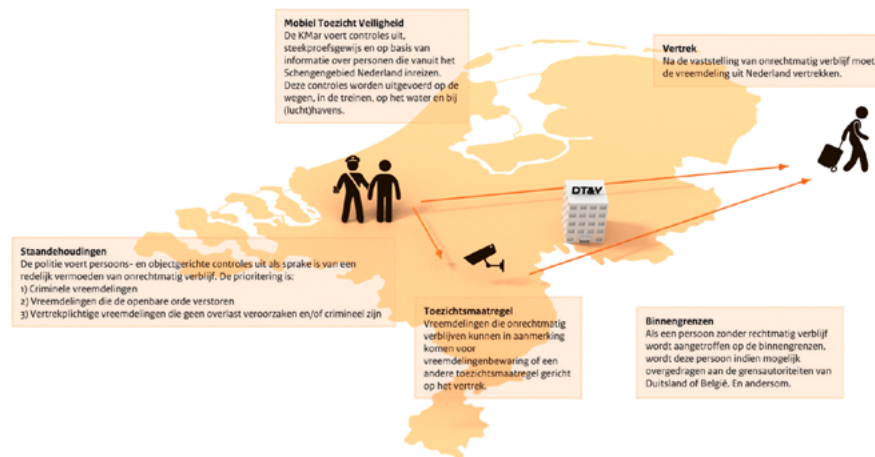 Mobiel Toezicht Veiligheid
De KMar voert controles uit,
steekproefsgewijs en op basis van
informatie over personen die vanuit het
Schengengebied Nederland inreizen.
Deze controles worden uitgevoerd op de
wegen, in de treinen, op het water en bij
(lucht)havens.
Vertrek
Na de vaststelling van onrechtmatig verblijf moet
de vreemdeling uit Nederland vertrekken.
DT&V
Staandehoudingen
De politie voert persoons- en objectgerichte controles uit als sprake is van een
redelijk vermoeden van onrechtmatig verblijf. De prioritering is:
1) Criminele vreemdelingen
2) Vreemdelingen die de openbare orde verstoren
3) Vertrekplichtige vreemdelingen die geen overlast veroorzaken en/of crimineel zijn
Toezichtsmaatregel
Vreemdelingen die onrechtmatig
verblijven kunnen in aanmerking
komen voor
vreemdelingenbewaring of een
andere toezichtsmaatregel gericht
op het vertrek.
Binnengrenzen
Als een persoon zonder rechtmatig verblijf
wordt aangetroffen op de binnengrenzen,
wordt deze persoon indien mogelijk
overgedragen aan de grensautoriteiten van
Duitsland of België. En andersom.